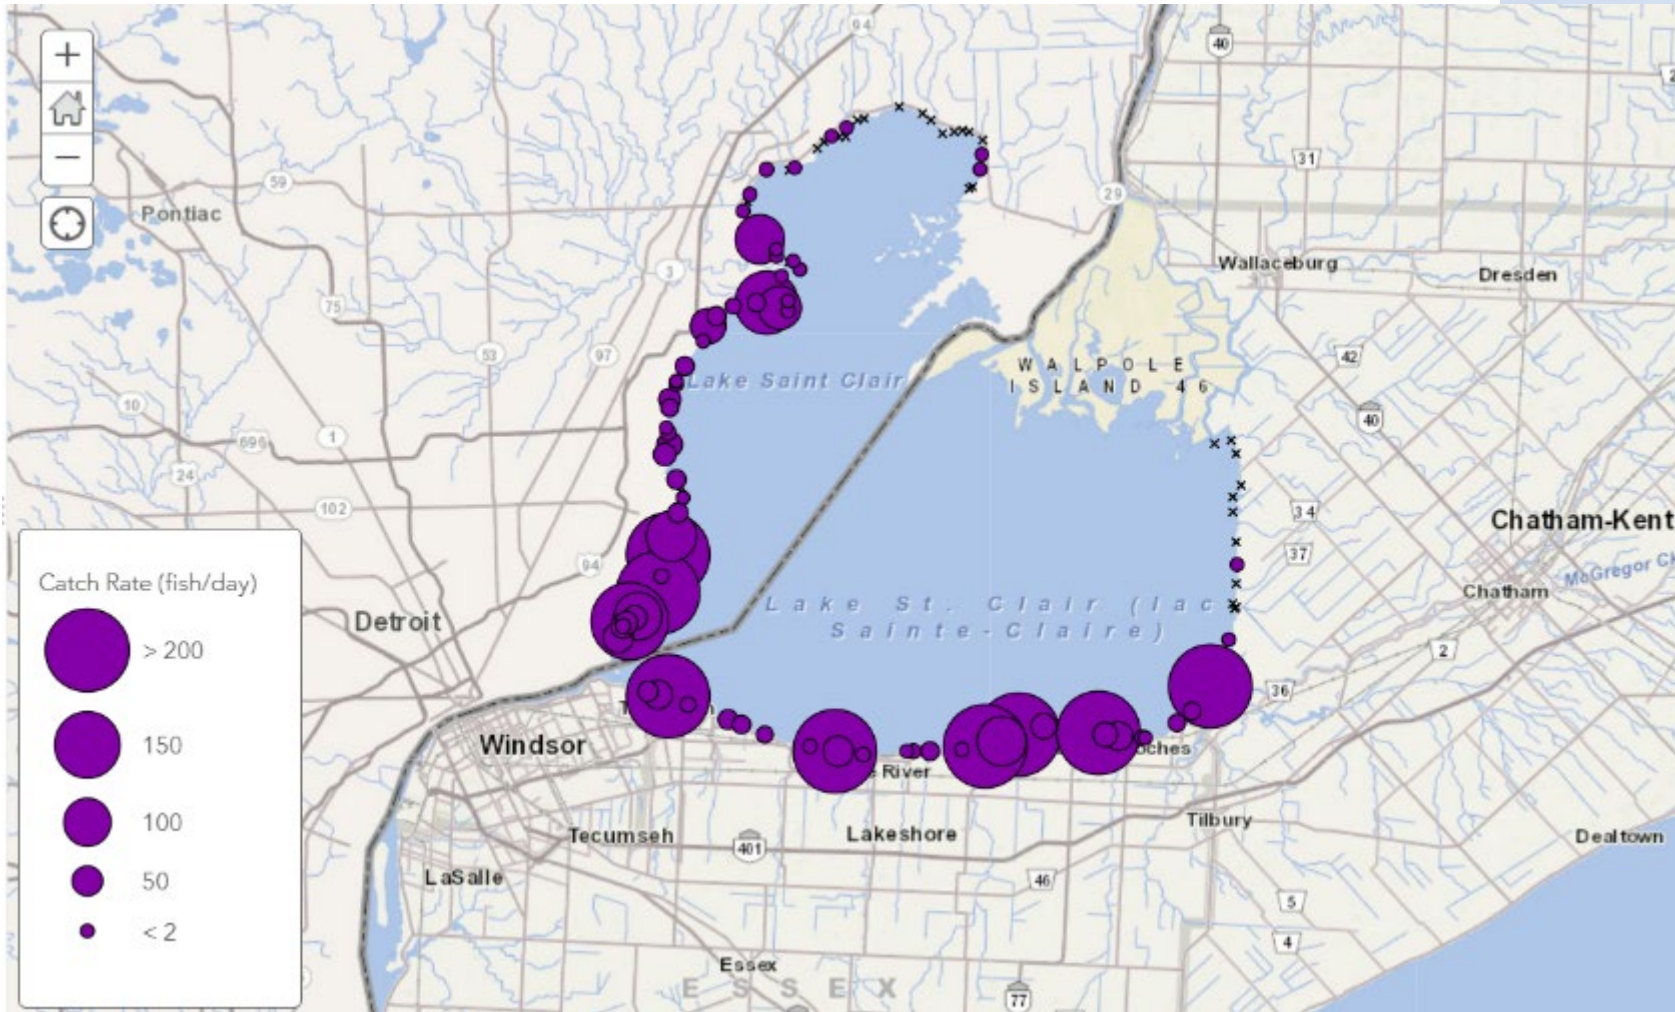 94
40
+
−
59
Pontiac
31
29
3
Wallaceburg
Dresden
75
97
53
42
WALPOLE
ISLAND 46
Lake Saint Clair
10
40
1
696
24
102
34
Chatham-Kent
37
94
McGregor
Chatham
Catch Rate (fish/day)
> 200
150
100
50
< 2
Lake St. Clair (lac
Sainte-Claire)
Detroit
2
36
Windsor
River
Tilbury
Tecumseh
Lakeshore
Dealtown
401
LaSalle
46
5
4
Essex
ESSEX
77